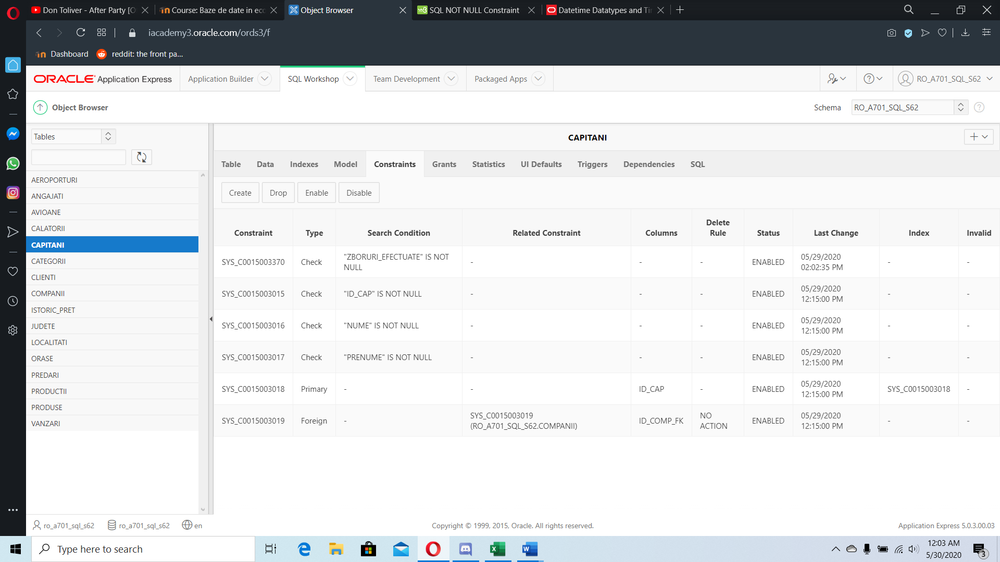 Don Toliver - After Party [O
Course: Baze de date in eco
Object Browser
SQL NOT NULL Constraint
Datetime Datatypes and Ti
iacademy3.oracle.com/ords3/f
Dashboard
reddit: the front pa...
ORACLE Application Express
Application Builder
SQL Workshop
Team Development
Packaged Apps
RO_A701_SQL_S62
Object Browser
Schema
RO_A701_SQL_S62
Tables
AEROPORTURI
ANGAJATI
AVIOANE
CALATORII
CAPITANI
CATEGORII
CLIENTI
COMPANII
ISTORIC_PRET
JUDETE
LOCALITATI
ORASE
PREDARI
PRODUCTII
PRODUSE
VANZARI
CAPITANI
Table Data Indexes Model Constraints Grants Statistics UI Defaults Triggers Dependencies SQL
Create Drop Enable Disable
Constraint Type Search Condition Related Constraint Columns Delete Rule Status Last Change Index Invalid
SYS_C0015003370 Check "ZBORURI_EFECTUATE" IS NOT NULL - - - ENABLED 05/29/2020 02:02:35 PM - -
SYS_C0015003015 Check "ID_CAP" IS NOT NULL - - - ENABLED 05/29/2020 12:15:00 PM - -
SYS_C0015003016 Check "NUME" IS NOT NULL - - - ENABLED 05/29/2020 12:15:00 PM - -
SYS_C0015003017 Check "PRENUME" IS NOT NULL - - - ENABLED 05/29/2020 12:15:00 PM - -
SYS_C0015003018 Primary - - ID_CAP - ENABLED 05/29/2020 12:15:00 PM SYS_C0015003018 -
SYS_C0015003019 Foreign - SYS_C0015003019 (RO_A701_SQL_S62.COMPANII) ID_COMP_FK NO ACTION ENABLED 05/29/2020 12:15:00 PM - -
ro_a701_sql_s62
ro_a701_sql_s62
en
Copyright © 1999, 2015, Oracle. All rights reserved.
Application Express 5.0.3.00.03
Type here to search
12:03 AM
5/30/2020
3